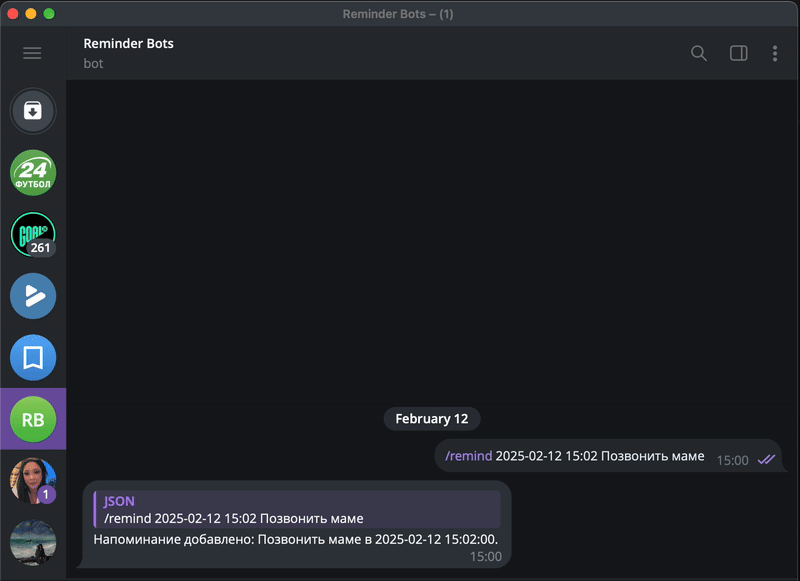 Reminder Bots – (1)
Reminder Bots
bot
24
ФУТБОЛ
GOAL
261
RB
1
February 12
/remind 2025-02-12 15:02 Позвонить маме 15:00
JSON
/remind 2025-02-12 15:02 Позвонить маме
Напоминание добавлено: Позвонить маме в 2025-02-12 15:02:00.
15:00